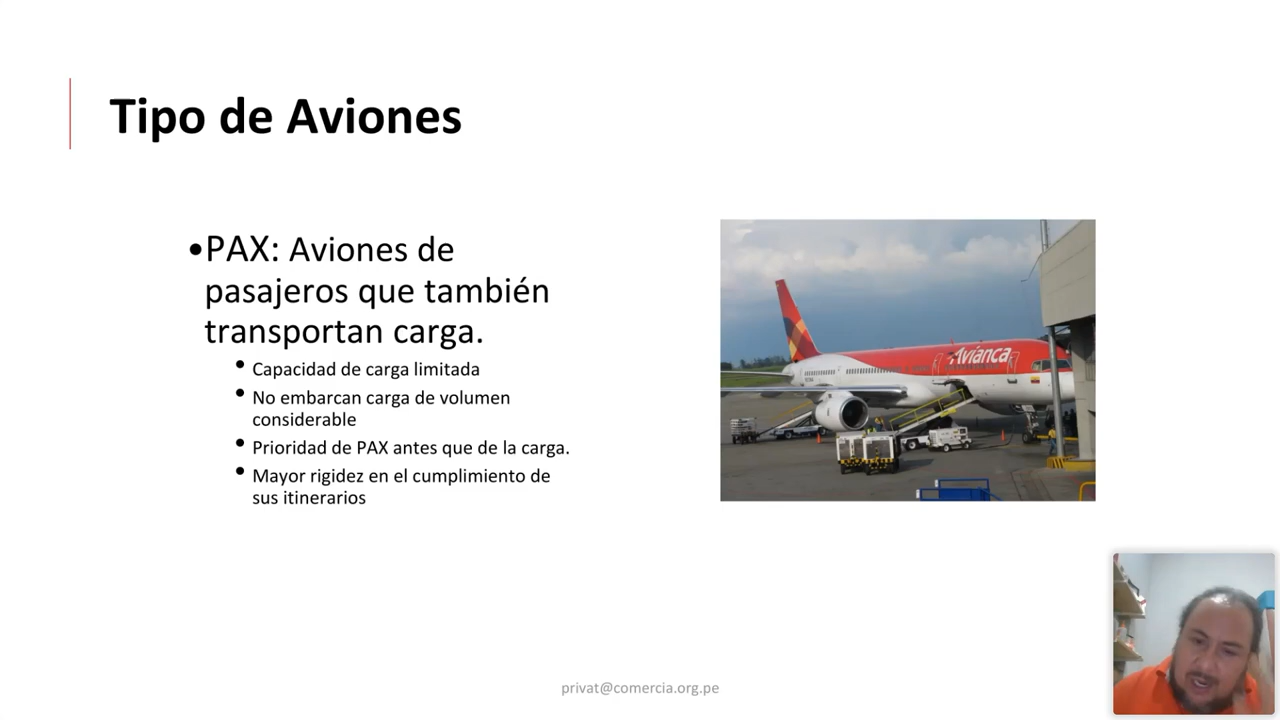 Tipo de Aviones
•PAX: Aviones de
pasajeros que también
transportan carga.
• Capacidad de carga limitada
• No embarcan carga de volumen
considerable
• Prioridad de PAX antes que de la carga.
• Mayor rigidez en el cumplimiento de
sus itinerarios
Avianca
privat@comercia.org.pe